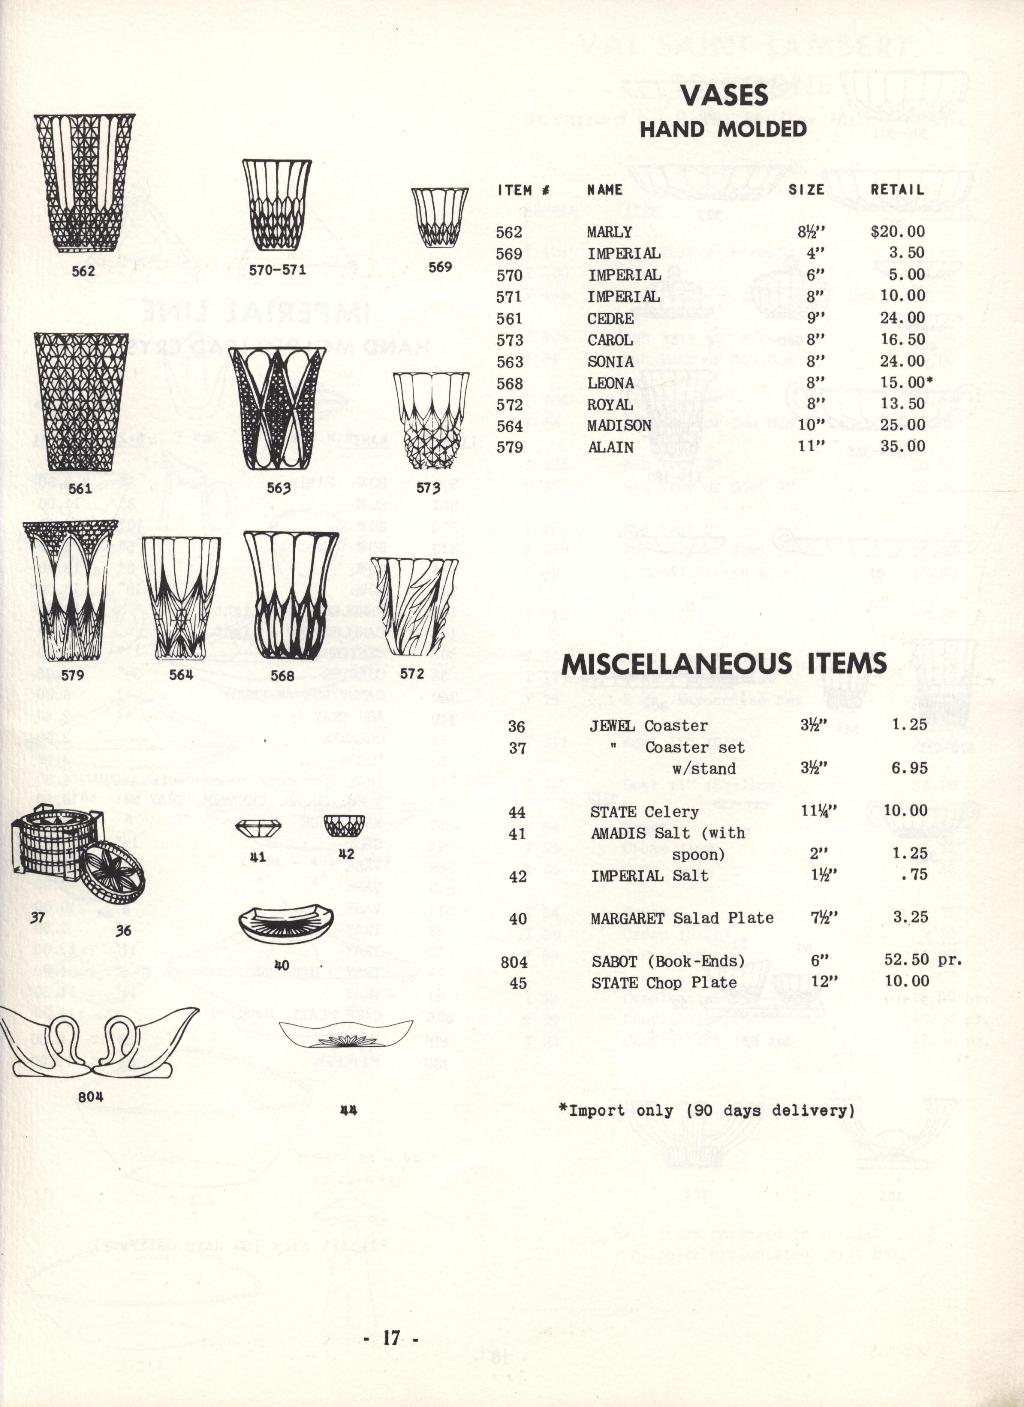 VASES
HAND MOLDED
ITEM # NAME SIZE RETAIL
562 MARLY 8½" $20.00
569 IMPERIAL 4" 3.50
570 IMPERIAL 6" 5.00
571 IMPERIAL 8" 10.00
561 CEDRE 9" 24.00
573 CAROL 8" 16.50
563 SONIA 8" 24.00
568 LEONA 8" 15.00*
572 ROYAL 8" 13.50
564 MADISON 10" 25.00
579 ALAIN 11" 35.00
562 570-571 569
561 563 573
579 564 568 572
MISCELLANEOUS ITEMS
36 JEWEL Coaster 3½" 1.25
37 " Coaster set
w/stand 3½" 6.95
44 STATE Celery 11¼" 10.00
41 AMADIS Salt (with
spoon) 2" 1.25
42 IMPERIAL Salt 1½" .75
40 MARGARET Salad Plate 7½" 3.25
804 SABOT (Book-Ends) 6" 52.50 pr.
45 STATE Chop Plate 12" 10.00
41 42
37 36
40
804
44
*Import only (90 days delivery)
- 17 -